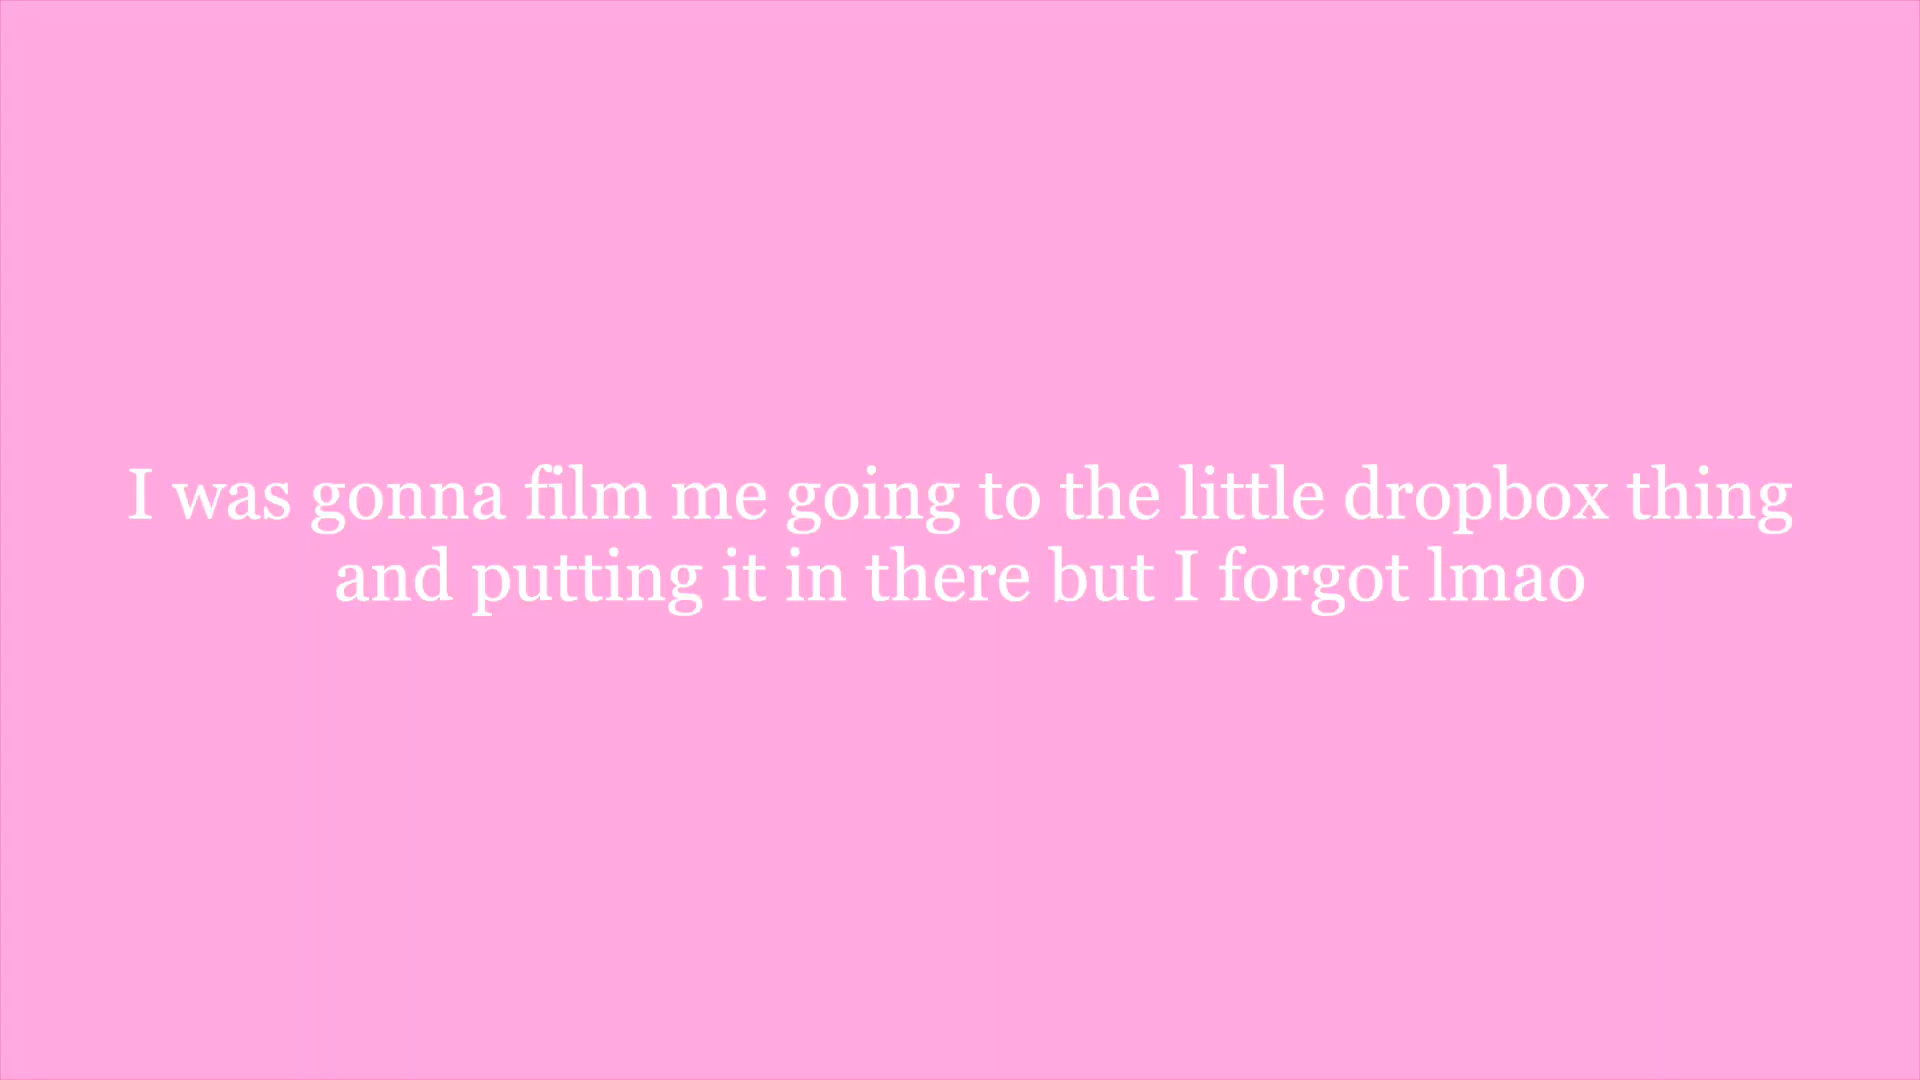 I was gonna film me going to the little dropbox thing
and putting it in there but I forgot lmao